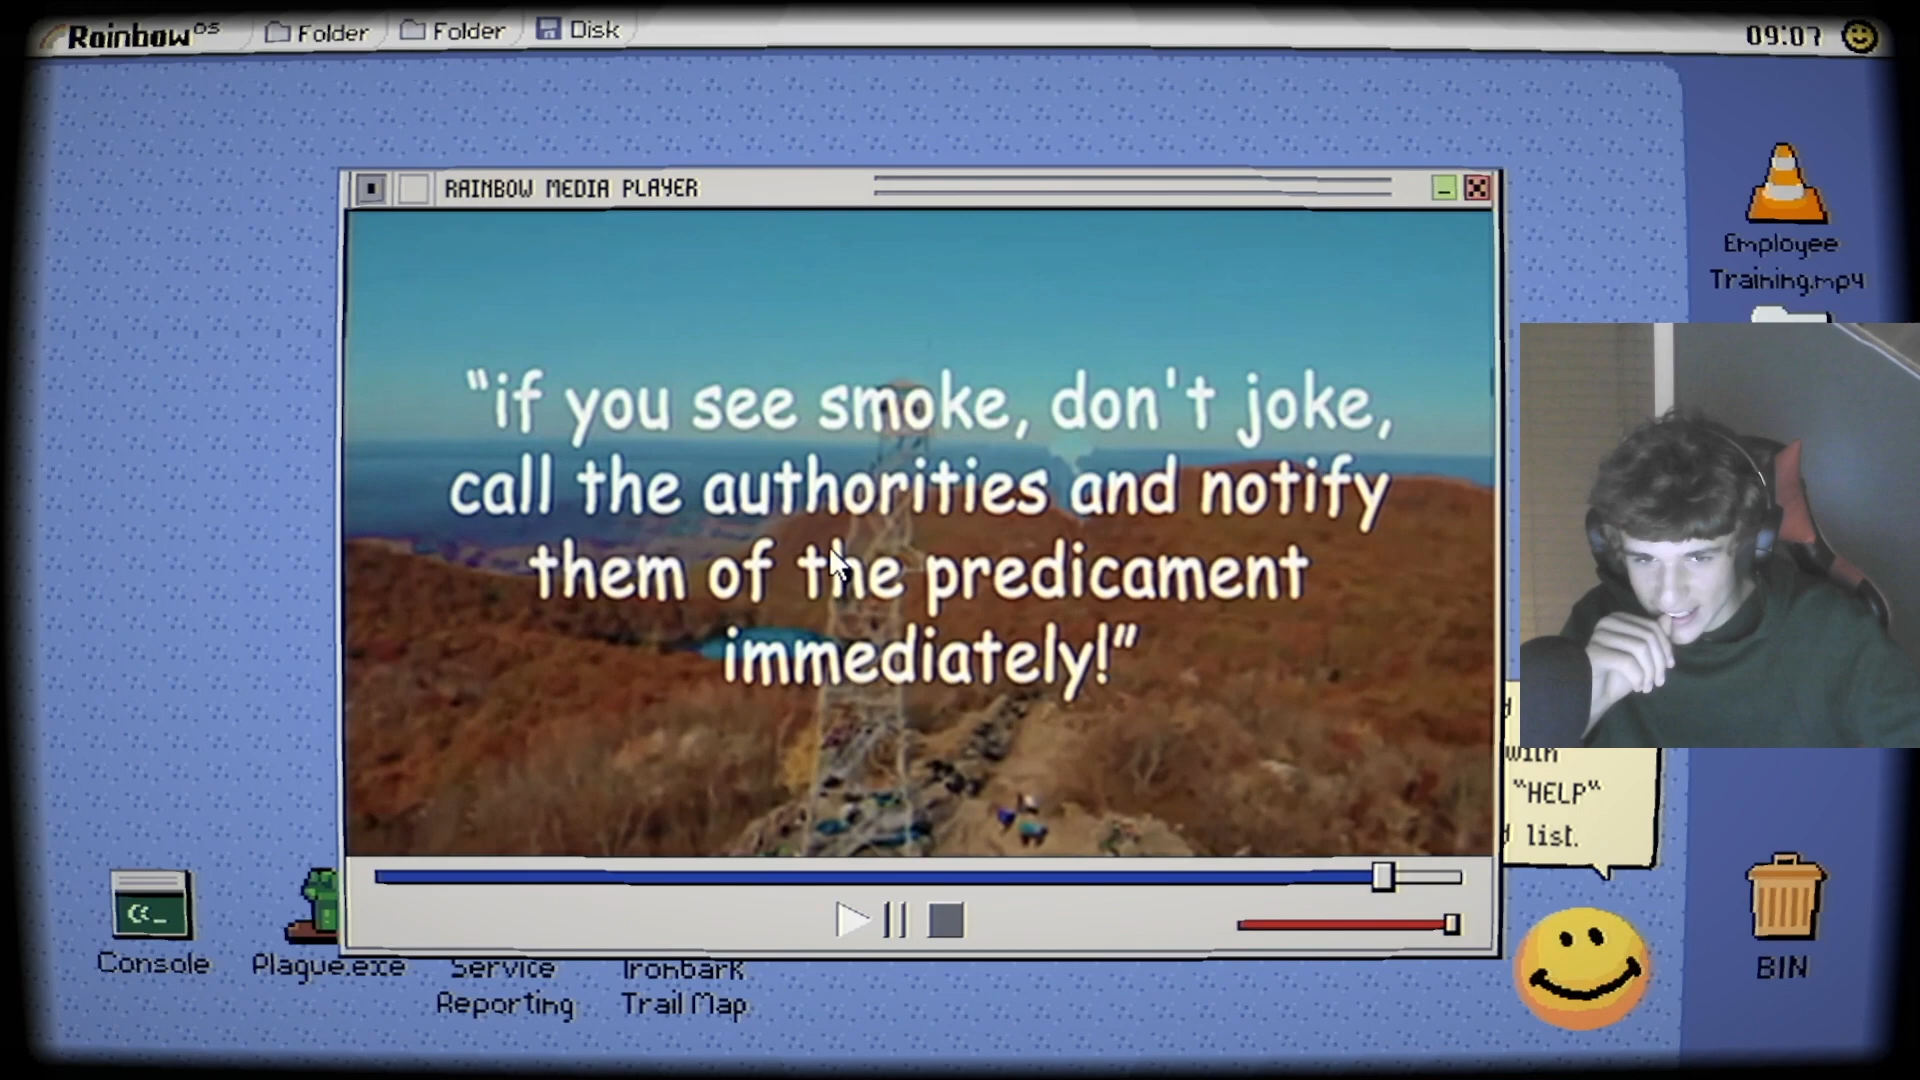 Rainbow OS
Folder
Folder
Disk
09:07
RAINBOW MEDIA PLAYER
Employee
Training.mp4
“if you see smoke, don't joke,
call the authorities and notify
them of the predicament
immediately!”
with
"HELP"
list.
Console
Plague.exe
Service
Reporting
Ironbark
Trail Map
BIN